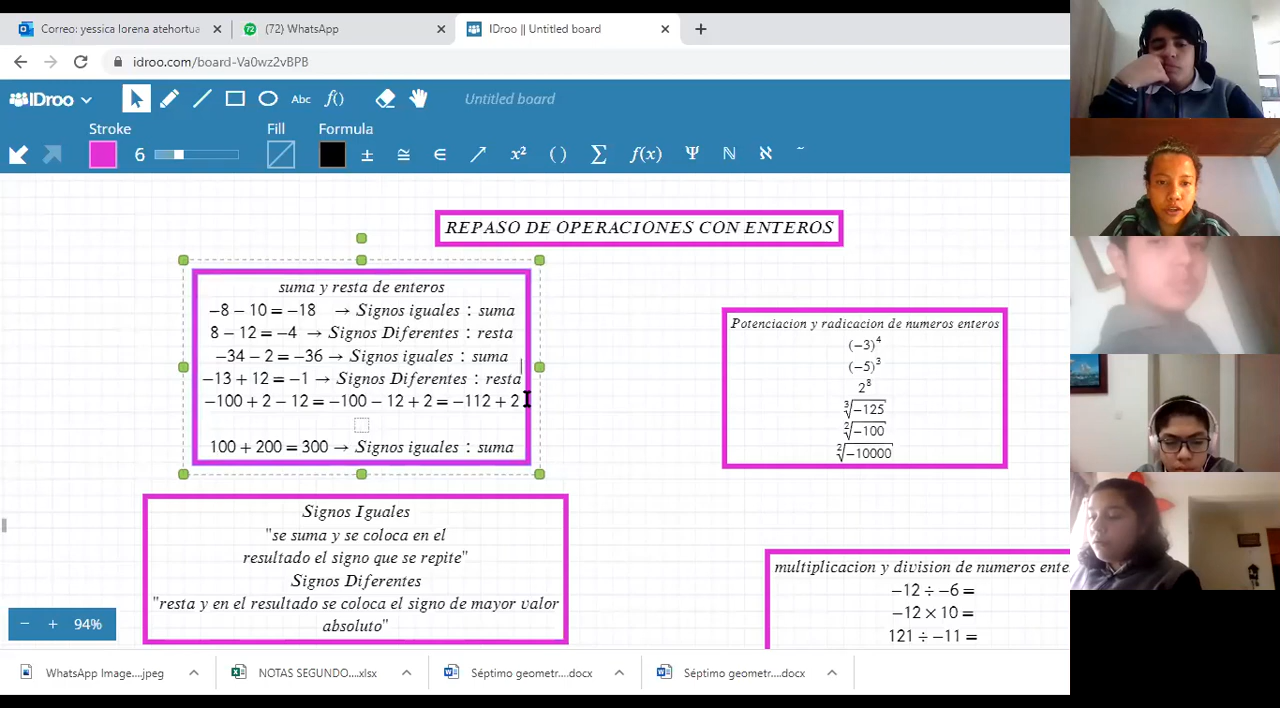 Correo: yessica lorena atehortua
(72) WhatsApp
IDroo || Untitled board
idroo.com/board-Va0wz2vBPB
IDroo
Abc
f()
Untitled board
Stroke
Fill
Formula
6
± ≅ ∈ x² ( ) ∑ f(x) Ψ ℕ ℵ ˜
REPASO DE OPERACIONES CON ENTEROS
suma y resta de enteros
−8 − 10 = −18 → Signos iguales : suma
8 − 12 = −4 → Signos Diferentes : resta
−34 − 2 = −36 → Signos iguales : suma
−13 + 12 = −1 → Signos Diferentes : resta
−100 + 2 − 12 = −100 − 12 + 2 = −112 + 2
100 + 200 = 300 → Signos iguales : suma
Signos Iguales
"se suma y se coloca en el
resultado el signo que se repite"
Signos Diferentes
"resta y en el resultado se coloca el signo de mayor valor
absoluto"
Potenciacion y radicacion de numeros enteros
(−3)⁴
(−5)³
2⁸
∛−125
²√−100
²√−10000
multiplicacion y division de numeros ente
−12 ÷ −6 =
−12 × 10 =
121 ÷ −11 =
− + 94%
WhatsApp Image....jpeg
NOTAS SEGUNDO....xlsx
Séptimo geometr....docx
Séptimo geometr....docx